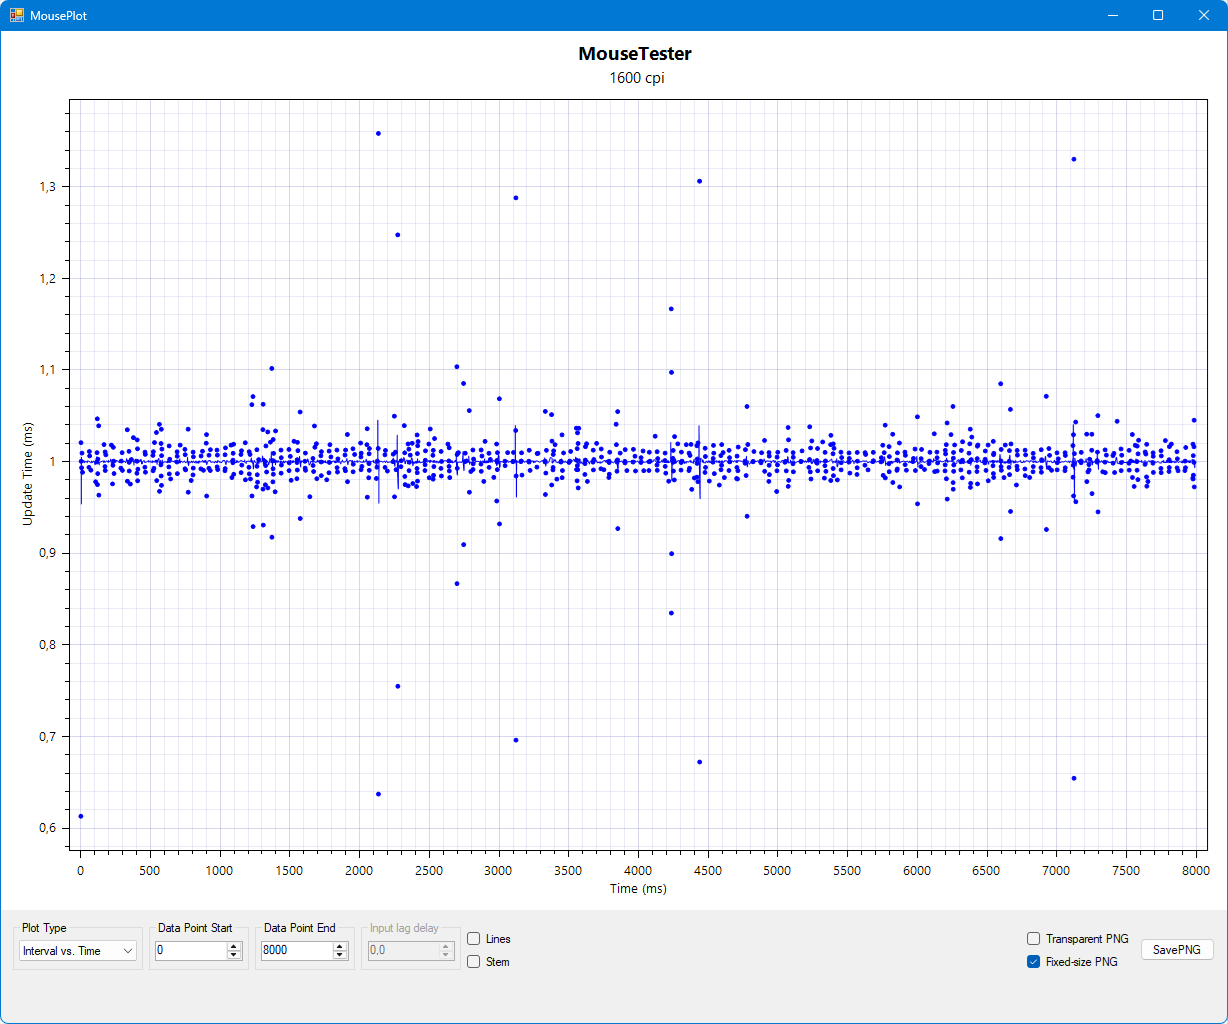 MousePlot
MouseTester
1600 cpi
1,3
1,2
1,1
1
0,9
0,8
0,7
0,6
Update Time (ms)
0 500 1000 1500 2000 2500 3000 3500 4000 4500 5000 5500 6000 6500 7000 7500 8000
Time (ms)
Plot Type Data Point Start Data Point End Input lag delay
Interval vs. Time 0 8000 0,0
Lines
Stem
Transparent PNG
Fixed-size PNG
SavePNG